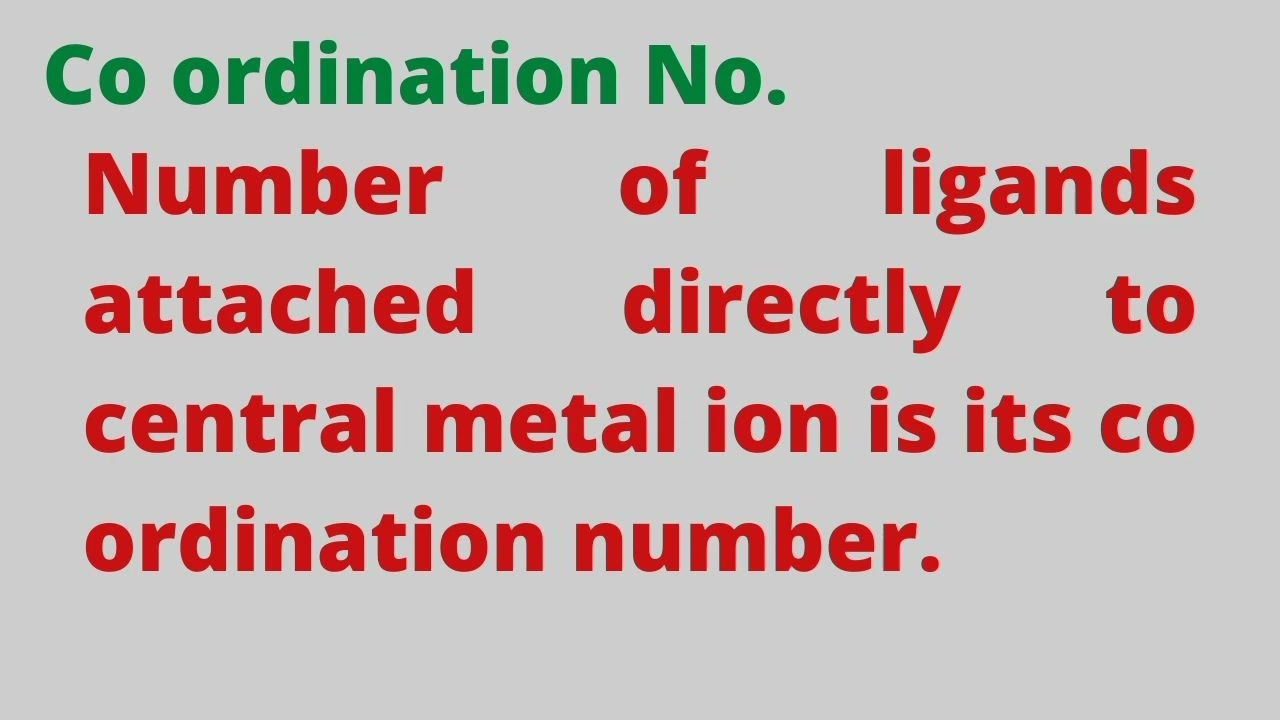 Co ordination No.
Number of ligands
attached directly to
central metal ion is its co
ordination number.